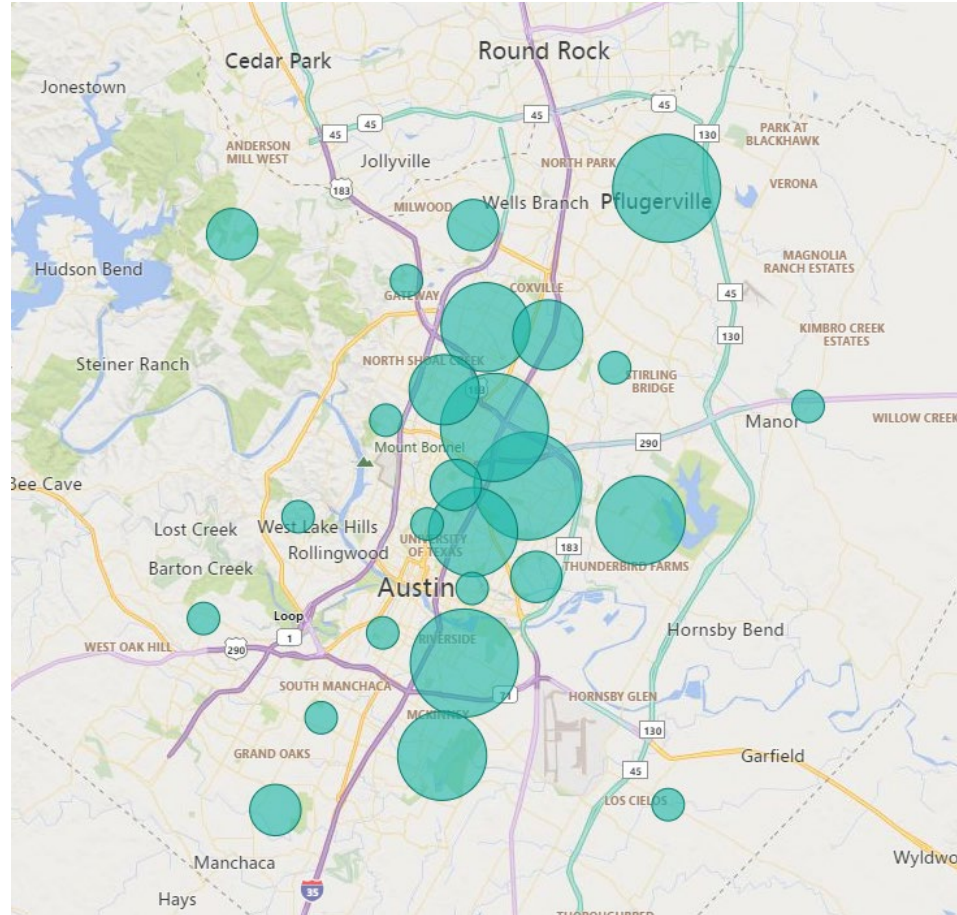 Round Rock
Cedar Park
Jonestown
45
45
45
45
130
PARK AT
BLACKHAWK
ANDERSON
MILL WEST
Jollyville
NORTH PARK
183
VERONA
MILWOOD
Wells Branch
Pflugerville
Hudson Bend
MAGNOLIA
RANCH ESTATES
GATEWAY
COXVILLE
45
KIMBRO CREEK
ESTATES
130
Steiner Ranch
NORTH SHOAL CREEK
183
STIRLING
BRIDGE
Manor
WILLOW CREEK
290
Mount Bonnel
Bee Cave
Lost Creek
West Lake Hills
Rollingwood
UNIVERSITY
OF TEXAS
183
Barton Creek
THUNDERBIRD FARMS
Austin
Loop
1
Hornsby Bend
WEST OAK HILL
290
RIVERSIDE
SOUTH MANCHACA
71
HORNSBY GLEN
MCKINNEY
130
GRAND OAKS
Garfield
45
LOS CIELOS
Manchaca
Wyldwo
35
Hays
THOROUGHBRED